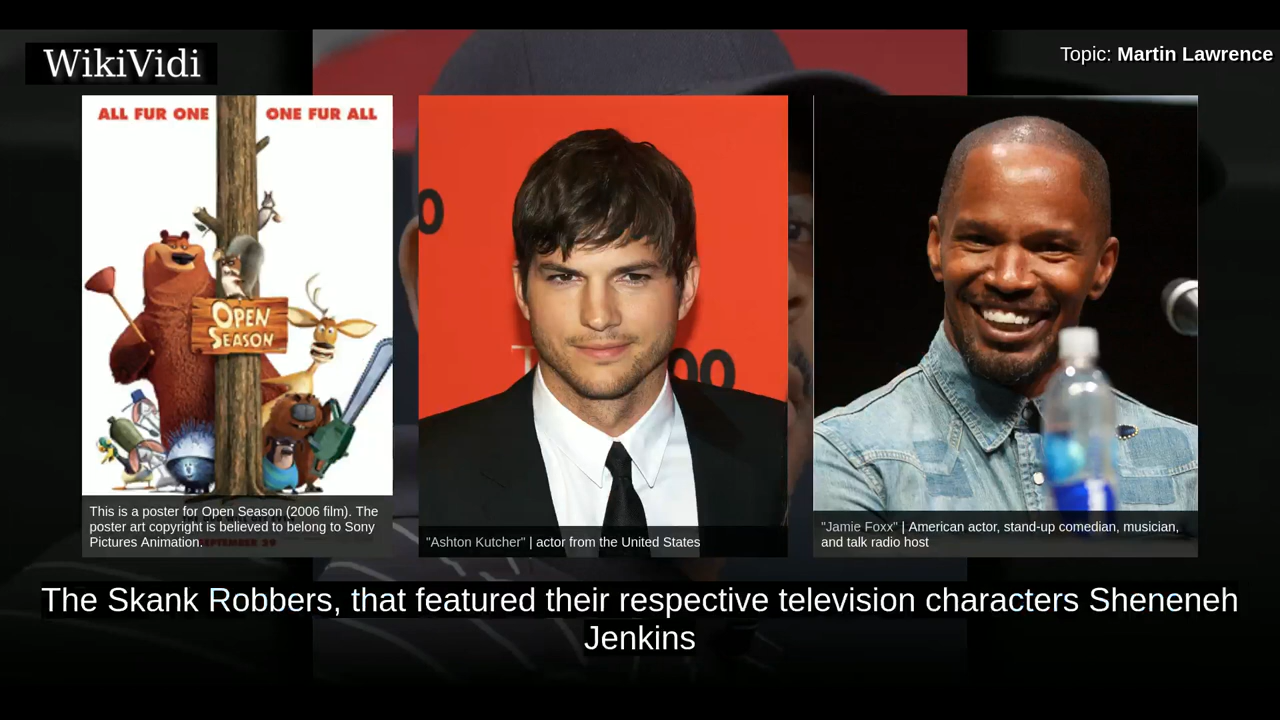 WikiVidi
Topic: Martin Lawrence
ALL FUR ONE
ONE FUR ALL
OPEN
SEASON
This is a poster for Open Season (2006 film). The
poster art copyright is believed to belong to Sony
Pictures Animation.
SEPTEMBER 29
"Ashton Kutcher" | actor from the United States
"Jamie Foxx" | American actor, stand-up comedian, musician,
and talk radio host
The Skank Robbers, that featured their respective television characters Sheneneh
Jenkins